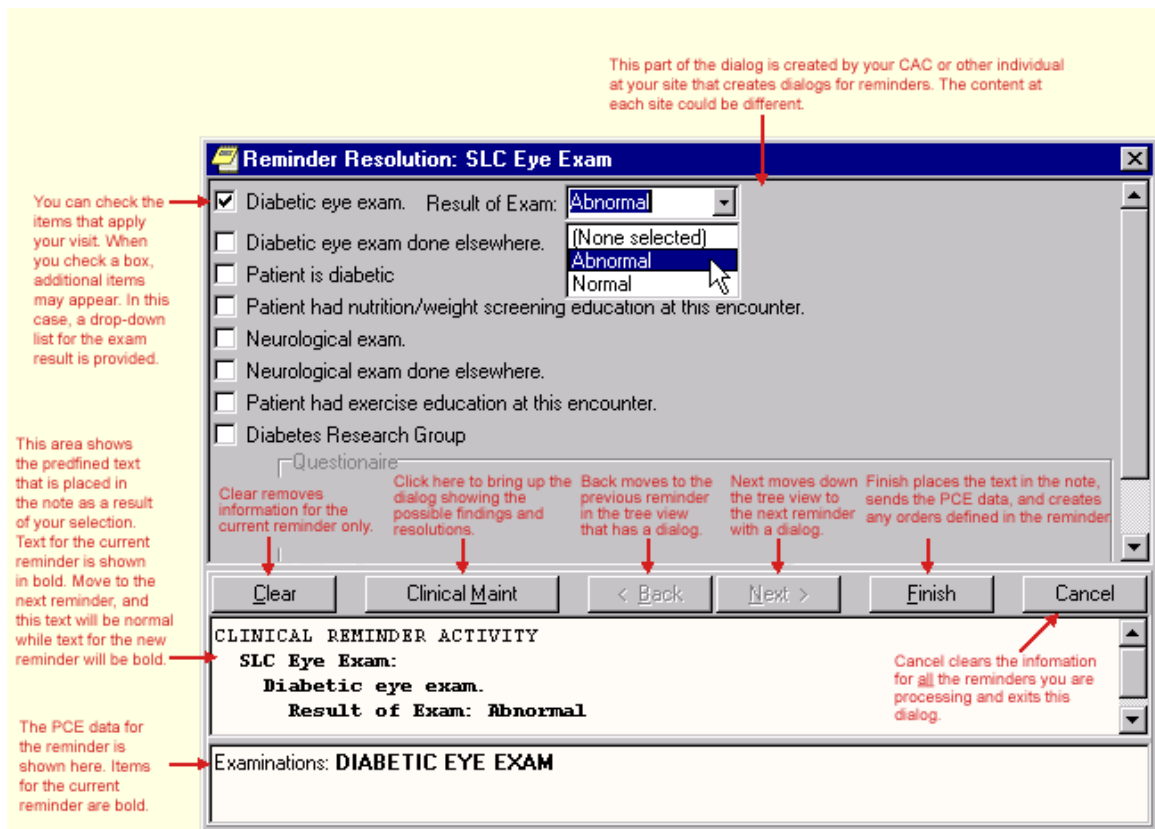 This part of the dialog is created by your CAC or other individual
at your site that creates dialogs for reminders. The content at
each site could be different.
Reminder Resolution: SLC Eye Exam
You can check the
items that apply
your visit. When
you check a box,
additional items
may appear. In this
case, a drop-down
list for the exam
result is provided.
Diabetic eye exam. Result of Exam: Abnormal
(None selected)
Abnormal
Normal
Diabetic eye exam done elsewhere.
Patient is diabetic
Patient had nutrition/weight screening education at this encounter.
Neurological exam.
Neurological exam done elsewhere.
Patient had exercise education at this encounter.
Diabetes Research Group
Questionaire
This area shows
the predfined text
that is placed in
the note as a result
of your selection.
Text for the current
reminder is shown
in bold. Move to the
next reminder, and
this text will be normal
while text for the new
reminder will be bold.
Clear removes
information for the
current reminder only.
Click here to bring up the
dialog showing the
possible findings and
resolutions.
Back moves to the
previous reminder
in the tree view
that has a dialog.
Next moves down
the tree view to
the next reminder
with a dialog.
Finish places the text in the note,
sends the PCE data, and creates
any orders defined in the reminder
Clear Clinical Maint < Back Next > Finish Cancel
CLINICAL REMINDER ACTIVITY
SLC Eye Exam:
Diabetic eye exam.
Result of Exam: Abnormal
Cancel clears the infomation
for all the reminders you are
processing and exits this
dialog.
The PCE data for
the reminder is
shown here. Items
for the current
reminder are bold.
Examinations: DIABETIC EYE EXAM